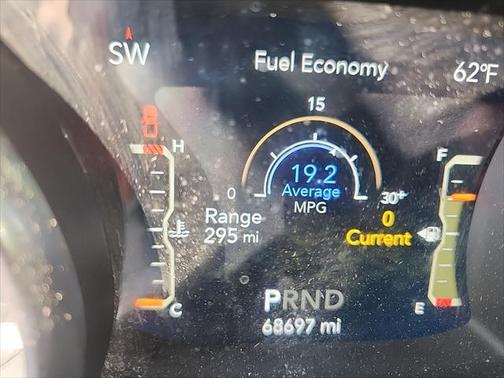 SW
Fuel Economy
62°F
15
H
F
19.2
Average
0
30+
MPG
Range
0
295 mi
Current
PRND
C
E
68697 mi